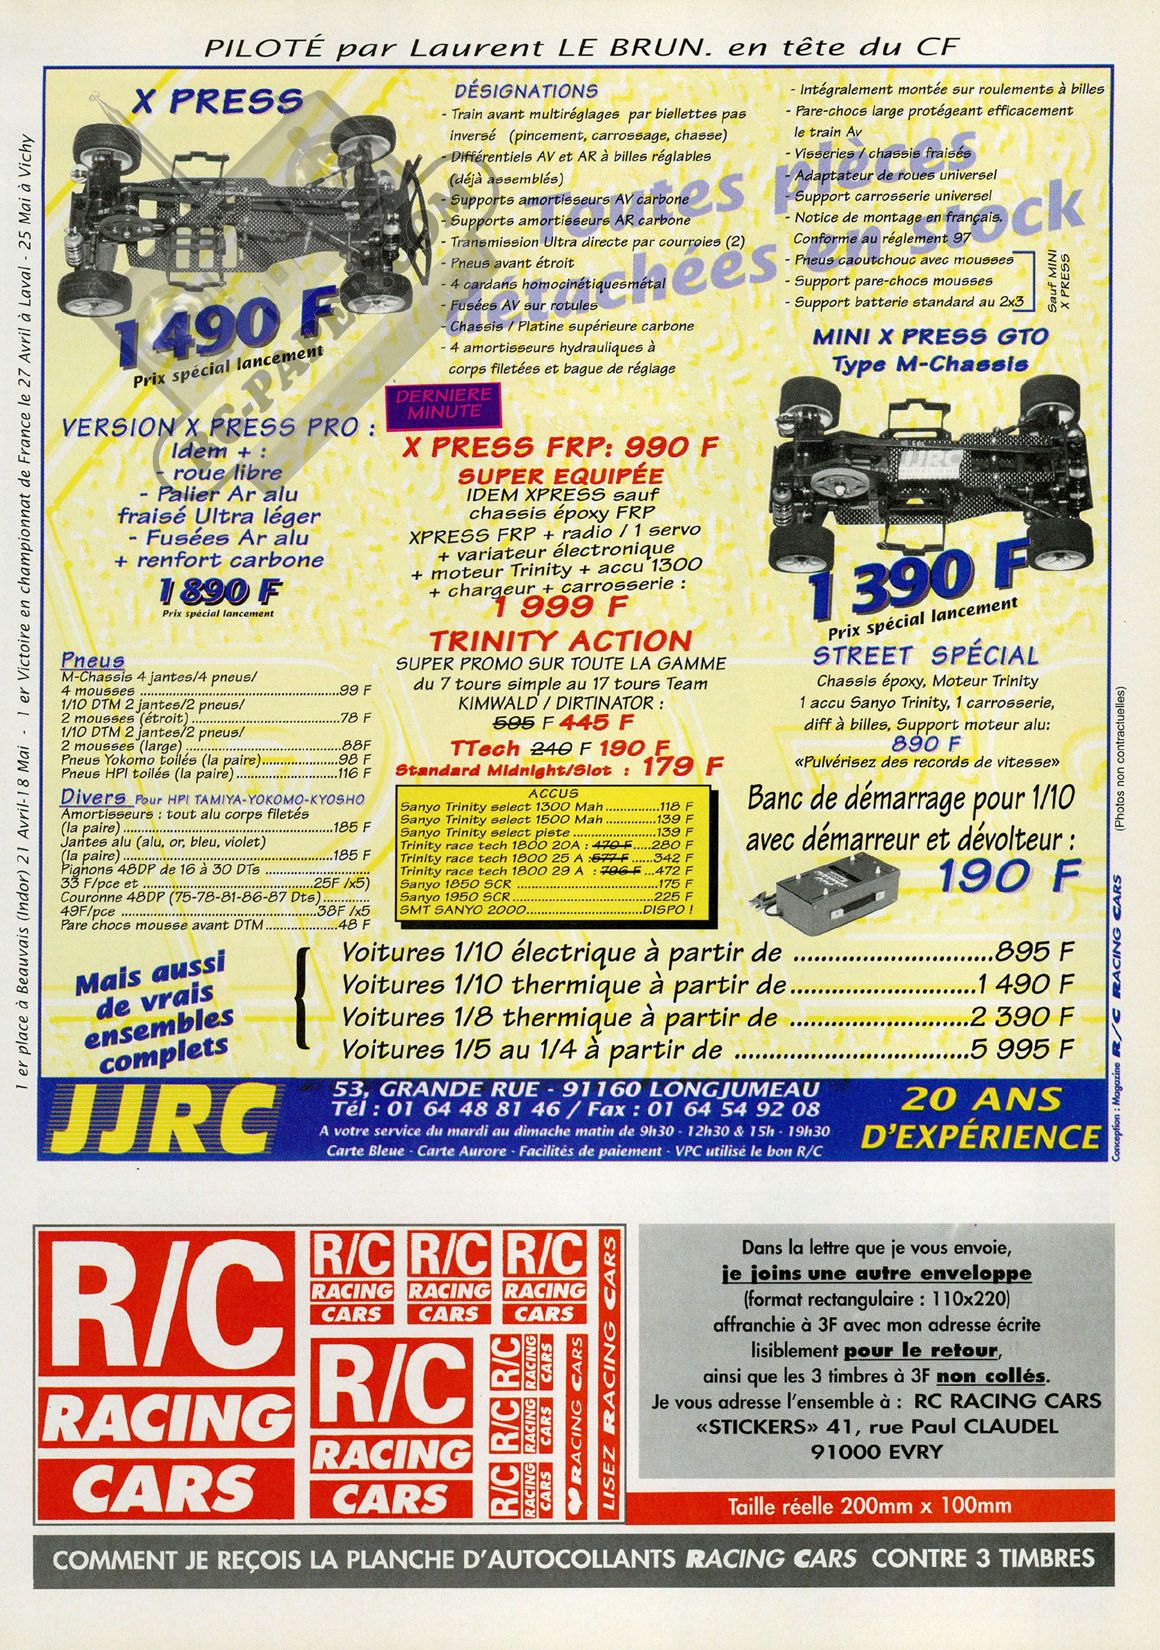 PILOTÉ par Laurent LE BRUN. en tête du CF
1 er place à Beauvais (Indor) 21 Avril-18 Mai - 1 er Victoire en championnat de France le 27 Avril à Laval - 25 Mai à Vichy
X PRESS
1 490 F
Prix spécial lancement
DÉSIGNATIONS
- Train avant multiréglages par biellettes pas
inversé (pincement, carrossage, chasse)
- Différentiels AV et AR à billes réglables
(déjà assemblés)
- Supports amortisseurs AV carbone
- Supports amortisseurs AR carbone
- Transmission Ultra directe par courroies (2)
- Pneus avant étroit
- 4 cardans homocinétiquesmétal
- Fusées AV sur rotules
- Chassis / Platine supérieure carbone
- 4 amortisseurs hydrauliques à
corps filetées et bague de réglage
- Intégralement montée sur roulements à billes
- Pare-chocs large protégeant efficacement
le train Av
- Visseries / chassis fraisés
- Adaptateur de roues universel
- Support carrosserie universel
- Notice de montage en français.
Conforme au réglement 97
- Pneus caoutchouc avec mousses
- Support pare-chocs mousses
- Support batterie standard au 2x3
Sauf MINI
X PRESS
Toutes pièces
détachées en stock
MINI X PRESS GTO
Type M-Chassis
JJRC
1 390 F
Prix spécial lancement
VERSION X PRESS PRO :
Idem + :
- roue libre
- Palier Ar alu
fraisé Ultra léger
- Fusées Ar alu
+ renfort carbone
1 890 F
Prix spécial lancement
DERNIERE
MINUTE
X PRESS FRP: 990 F
SUPER EQUIPÉE
IDEM XPRESS sauf
chassis époxy FRP
XPRESS FRP + radio / 1 servo
+ variateur électronique
+ moteur Trinity + accu 1300
+ chargeur + carrosserie :
1 999 F
TRINITY ACTION
SUPER PROMO SUR TOUTE LA GAMME
du 7 tours simple au 17 tours Team
KIMWALD / DIRTINATOR :
595 F 445 F
TTech 240 F 190 F
Standard Midnight/Slot : 179 F
STREET SPÉCIAL
Chassis époxy, Moteur Trinity
1 accu Sanyo Trinity, 1 carrosserie,
diff à billes, Support moteur alu:
890 F
«Pulvérisez des records de vitesse»
Pneus
M-Chassis 4 jantes/4 pneus/
4 mousses ..........99 F
1/10 DTM 2 jantes/2 pneus/
2 mousses (étroit) ..........78 F
1/10 DTM 2 jantes/2 pneus/
2 mousses (large) ..........88F
Pneus Yokomo toilés (la paire)..........98 F
Pneus HPI toilés (la paire) ..........116 F
Divers Pour HPI TAMIYA-YOKOMO-KYOSHO
Amortisseurs : tout alu corps filetés
(la paire) ..........185 F
Jantes alu (alu, or, bleu, violet)
(la paire) ..........185 F
Pignons 48DP de 16 à 30 DTs ..........
33 F/pce et ..........25F /x5)
Couronne 48DP (75-78-81-86-87 Dts)..........
49F/pce ..........38F /x5
Pare chocs mousse avant DTM..........48 F
ACCUS
Sanyo Trinity select 1300 Mah ..........118 F
Sanyo Trinity select 1500 Mah ..........139 F
Sanyo Trinity select piste ..........139 F
Trinity race tech 1800 20A : 470 F ......280 F
Trinity race tech 1800 25 A : 577 F ......342 F
Trinity race tech 1800 29 A : 796 F ...472 F
Sanyo 1850 SCR ..........175 F
Sanyo 1950 SCR..........225 F
SMT SANYO 2000..........DISPO !
Banc de démarrage pour 1/10
avec démarreur et dévolteur :
190 F
Mais aussi
de vrais
ensembles
complets
Voitures 1/10 électrique à partir de ..........895 F
Voitures 1/10 thermique à partir de..........1 490 F
Voitures 1/8 thermique à partir de ..........2 390 F
Voitures 1/5 au 1/4 à partir de ..........5 995 F
(Photos non contractuelles)
Conception : Magazine R/C RACING CARS
JJRC
53, GRANDE RUE - 91160 LONGJUMEAU
Tél : 01 64 48 81 46 / Fax : 01 64 54 92 08
A votre service du mardi au dimache matin de 9h30 - 12h30 & 15h - 19h30
Carte Bleue - Carte Aurore - Facilités de paiement - VPC utilisé le bon R/C
20 ANS
D'EXPÉRIENCE
R/C
RACING
CARS
R/C
RACING
CARS
R/C
RACING
CARS
R/C
RACING
CARS
R/C
RACING
CARS
R/C
RACING
CARS
R/C
RACING
CARS
R/C
RACING
CARS
RACING CARS
LISEZ RACING CARS
Dans la lettre que je vous envoie,
je joins une autre enveloppe
(format rectangulaire : 110x220)
affranchie à 3F avec mon adresse écrite
lisiblement pour le retour,
ainsi que les 3 timbres à 3F non collés.
Je vous adresse l'ensemble à : RC RACING CARS
«STICKERS» 41, rue Paul CLAUDEL
91000 EVRY
Taille réelle 200mm x 100mm
COMMENT JE REÇOIS LA PLANCHE D'AUTOCOLLANTS RACING CARS CONTRE 3 TIMBRES